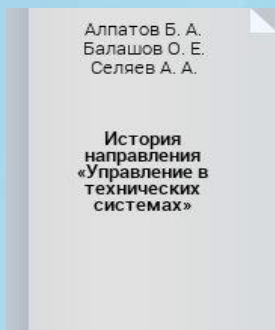 Алпатов Б. А.
Балашов О. Е.
Селяев А. А.
История
направления
«Управление в
технических
системах»